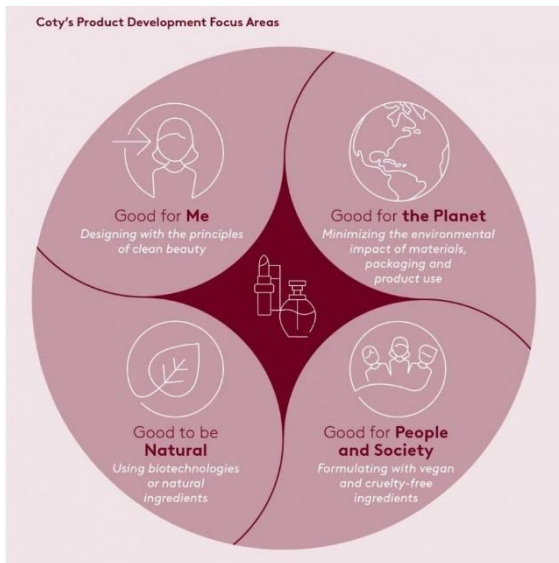 Coty's Product Development Focus Areas
Good for Me
Designing with the principles
of clean beauty
Good for the Planet
Minimizing the environmental
impact of materials,
packaging and
product use
Good to be
Natural
Using biotechnologies
or natural
ingredients
Good for People
and Society
Formulating with vegan
and cruelty-free
ingredients